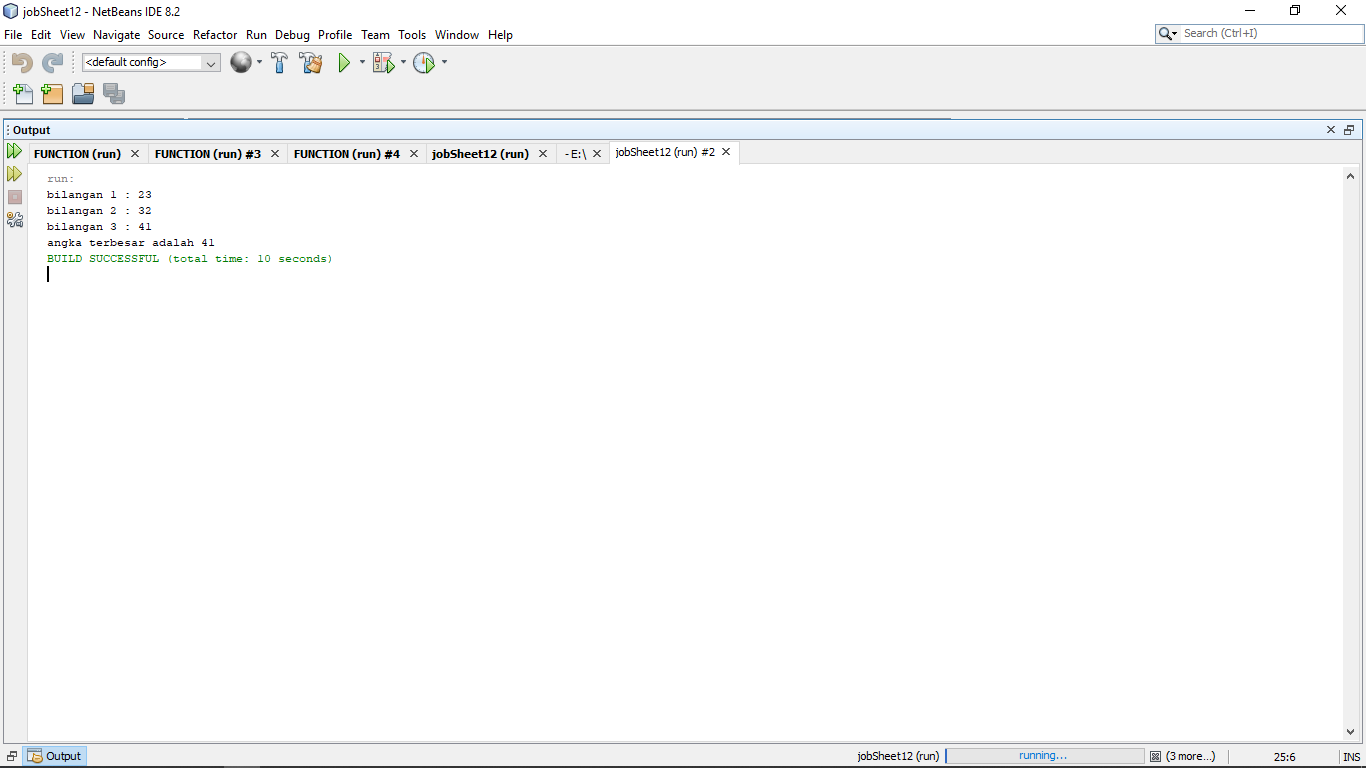 jobSheet12 - NetBeans IDE 8.2
File Edit View Navigate Source Refactor Run Debug Profile Team Tools Window Help
Search (Ctrl+I)
<default config>
Output
FUNCTION (run) FUNCTION (run) #3 FUNCTION (run) #4 jobSheet12 (run) -E:\ jobSheet12 (run) #2
run:
bilangan 1 : 23
bilangan 2 : 32
bilangan 3 : 41
angka terbesar adalah 41
BUILD SUCCESSFUL (total time: 10 seconds)
Output
jobSheet12 (run) running... (3 more...) 25:6 INS